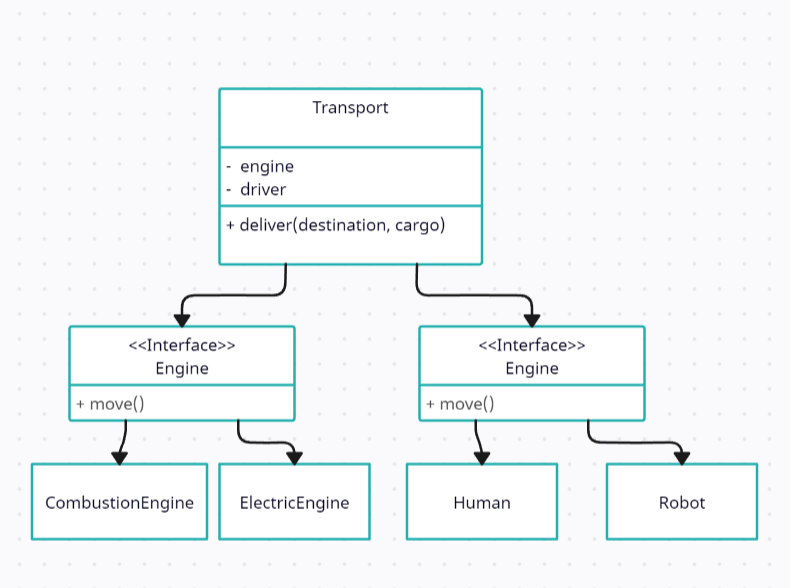 Transport
- engine
- driver
+ deliver(destination, cargo)
<<Interface>>
Engine
+ move()
<<Interface>>
Engine
+ move()
CombustionEngine
ElectricEngine
Human
Robot